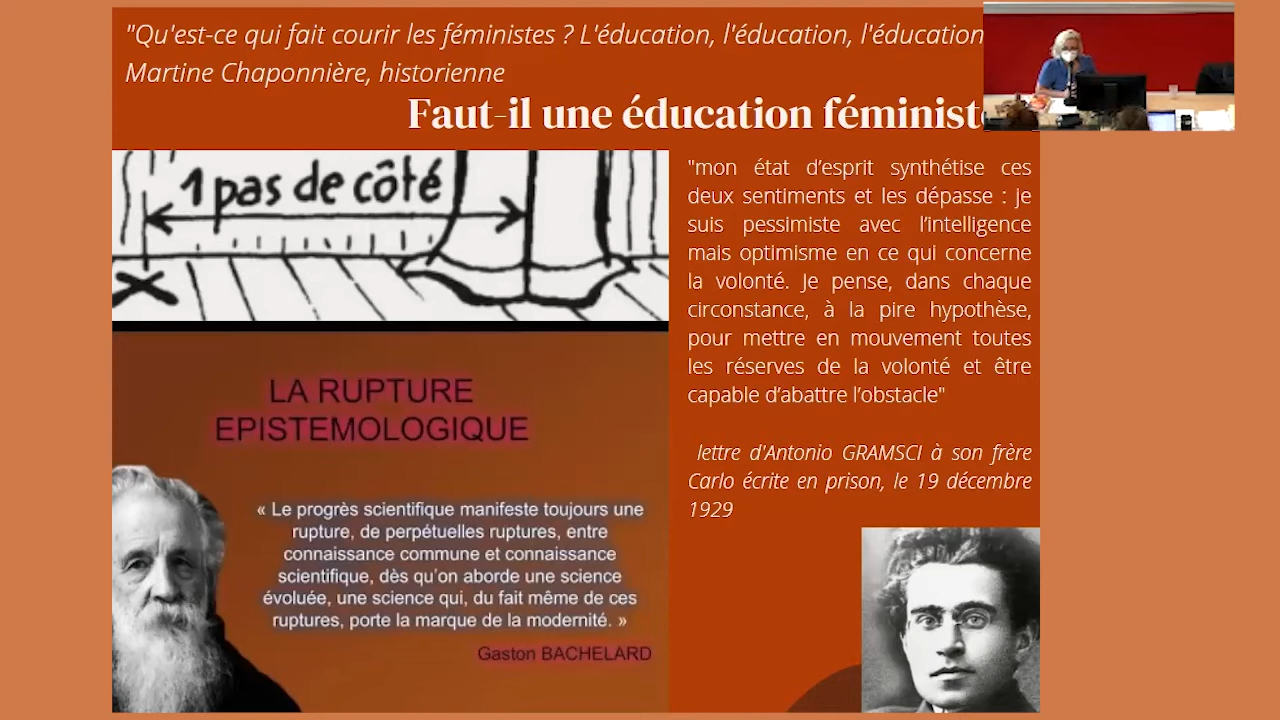 "Qu'est-ce qui fait courir les féministes ? L'éducation, l'éducation, l'éducation
Martine Chaponnière, historienne
Faut-il une éducation féministe
1 pas de côté
LA RUPTURE
EPISTEMOLOGIQUE
« Le progrès scientifique manifeste toujours une
rupture, de perpétuelles ruptures, entre
connaissance commune et connaissance
scientifique, dès qu'on aborde une science
évoluée, une science qui, du fait même de ces
ruptures, porte la marque de la modernité. »
Gaston BACHELARD
"mon état d'esprit synthétise ces
deux sentiments et les dépasse : je
suis pessimiste avec l'intelligence
mais optimisme en ce qui concerne
la volonté. Je pense, dans chaque
circonstance, à la pire hypothèse,
pour mettre en mouvement toutes
les réserves de la volonté et être
capable d'abattre l'obstacle"
lettre d'Antonio GRAMSCI à son frère
Carlo écrite en prison, le 19 décembre
1929